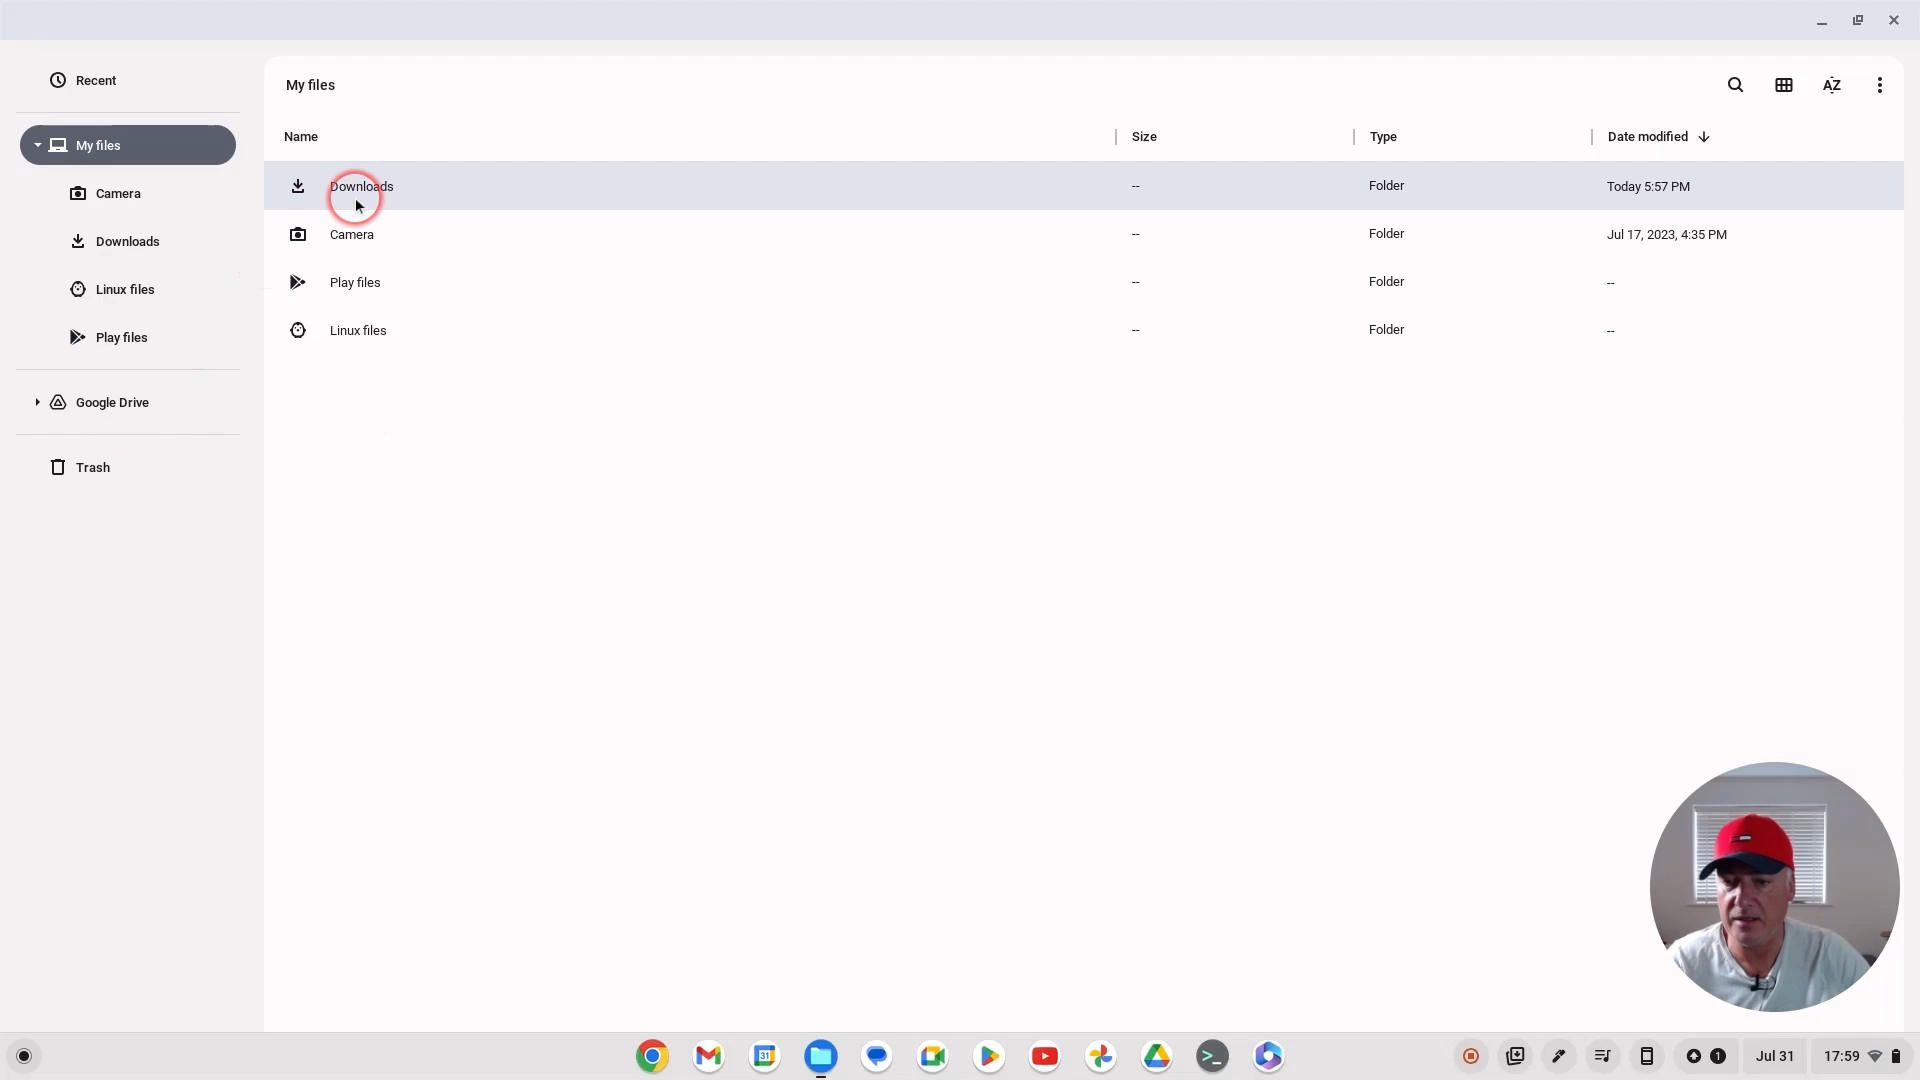 Recent
My files
Camera
Downloads
Linux files
Play files
Google Drive
Trash
My files
AZ
Name Size Type Date modified
Downloads -- Folder Today 5:57 PM
Camera -- Folder Jul 17, 2023, 4:35 PM
Play files -- Folder --
Linux files -- Folder --
31
>_
1
Jul 31
17:59